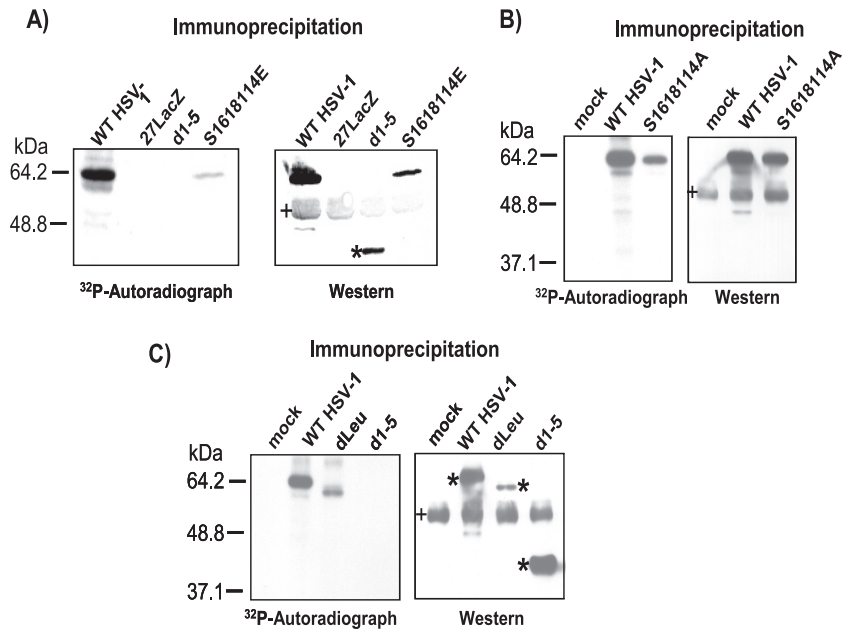 A)
Immunoprecipitation
WT HSV-1
27LacZ
d1-5
S1618114E
WT HSV-1
27LacZ
d1-5
S1618114E
kDa
64.2
48.8
+
*
32P-Autoradiograph
Western
B)
Immunoprecipitation
mock
WT HSV-1
S1618114A
mock
WT HSV-1
S1618114A
kDa
64.2
48.8
37.1
+
32P-Autoradiograph
Western
C)
Immunoprecipitation
mock
WT HSV-1
dLeu
d1-5
mock
WT HSV-1
dLeu
d1-5
kDa
64.2
48.8
37.1
*
*
+
*
32P-Autoradiograph
Western